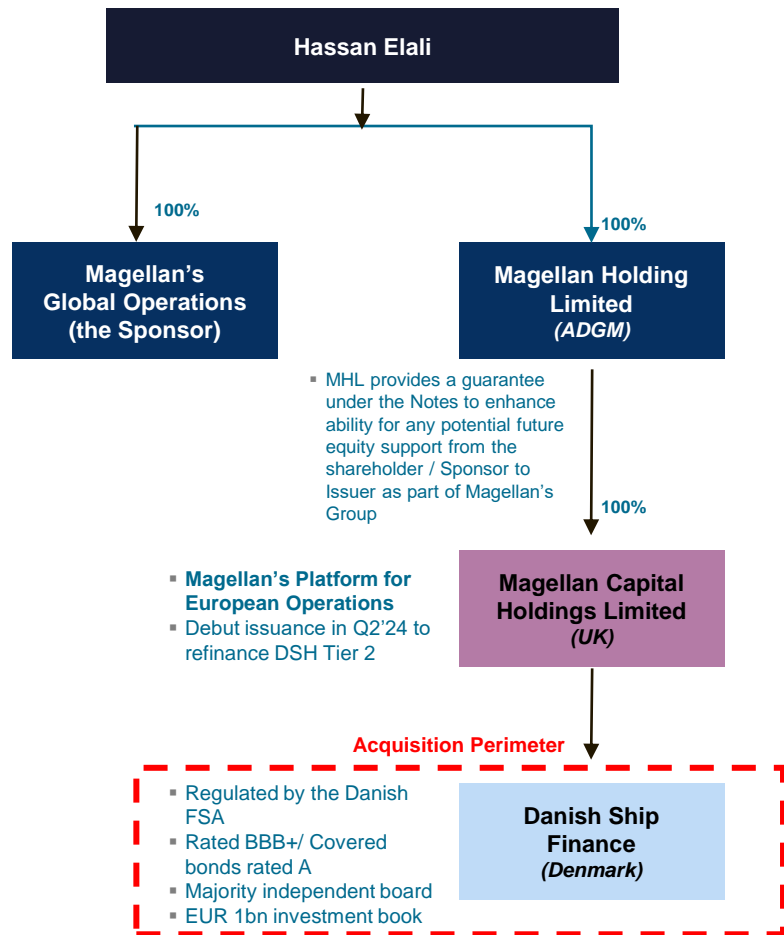 Hassan Elali
100%
100%
Magellan's
Global Operations
(the Sponsor)
Magellan Holding
Limited
(ADGM)
▪ MHL provides a guarantee
under the Notes to enhance
ability for any potential future
equity support from the
shareholder / Sponsor to
Issuer as part of Magellan's
Group
100%
▪ Magellan's Platform for
European Operations
▪ Debut issuance in Q2'24 to
refinance DSH Tier 2
Magellan Capital
Holdings Limited
(UK)
Acquisition Perimeter
▪ Regulated by the Danish
FSA
▪ Rated BBB+/ Covered
bonds rated A
▪ Majority independent board
▪ EUR 1bn investment book
Danish Ship
Finance
(Denmark)